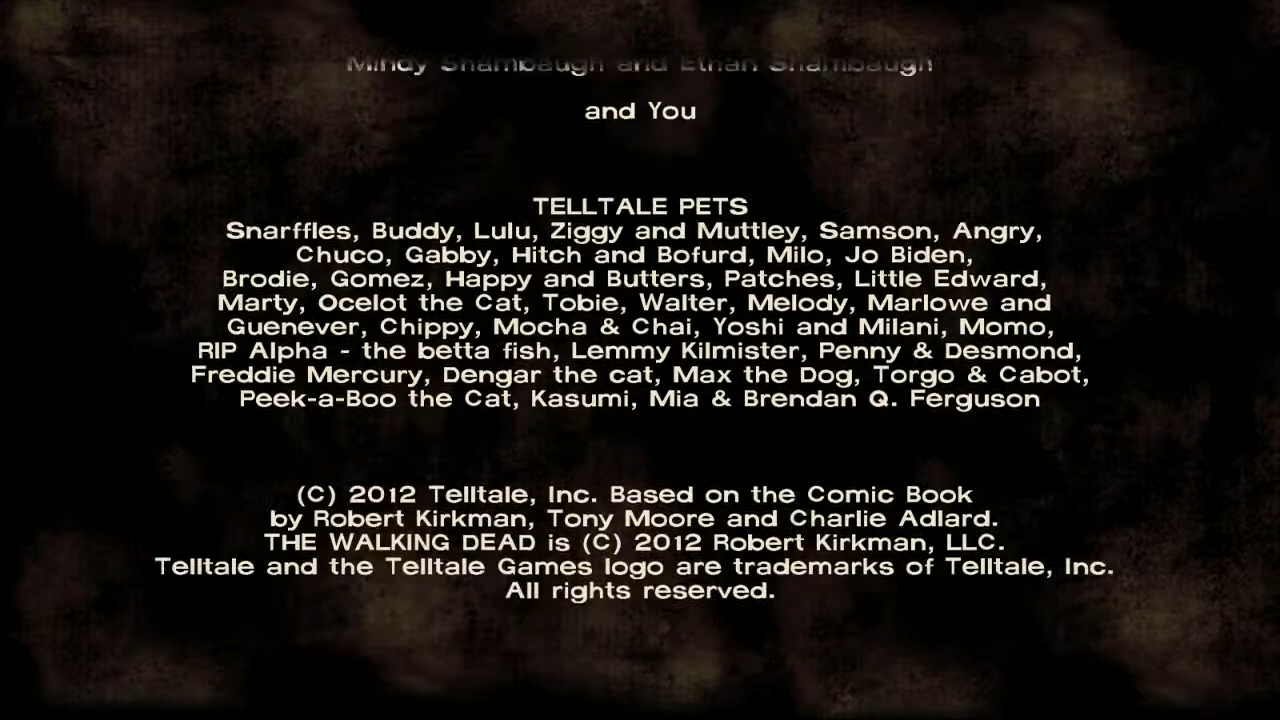 Mindy Shambaugh and Ethan Shambaugh
and You
TELLTALE PETS
Snarffles, Buddy, Lulu, Ziggy and Muttley, Samson, Angry,
Chuco, Gabby, Hitch and Bofurd, Milo, Jo Biden,
Brodie, Gomez, Happy and Butters, Patches, Little Edward,
Marty, Ocelot the Cat, Tobie, Walter, Melody, Marlowe and
Guenever, Chippy, Mocha & Chai, Yoshi and Milani, Momo,
RIP Alpha - the betta fish, Lemmy Kilmister, Penny & Desmond,
Freddie Mercury, Dengar the cat, Max the Dog, Torgo & Cabot,
Peek-a-Boo the Cat, Kasumi, Mia & Brendan Q. Ferguson
(C) 2012 Telltale, Inc. Based on the Comic Book
by Robert Kirkman, Tony Moore and Charlie Adlard.
THE WALKING DEAD is (C) 2012 Robert Kirkman, LLC.
Telltale and the Telltale Games logo are trademarks of Telltale, Inc.
All rights reserved.